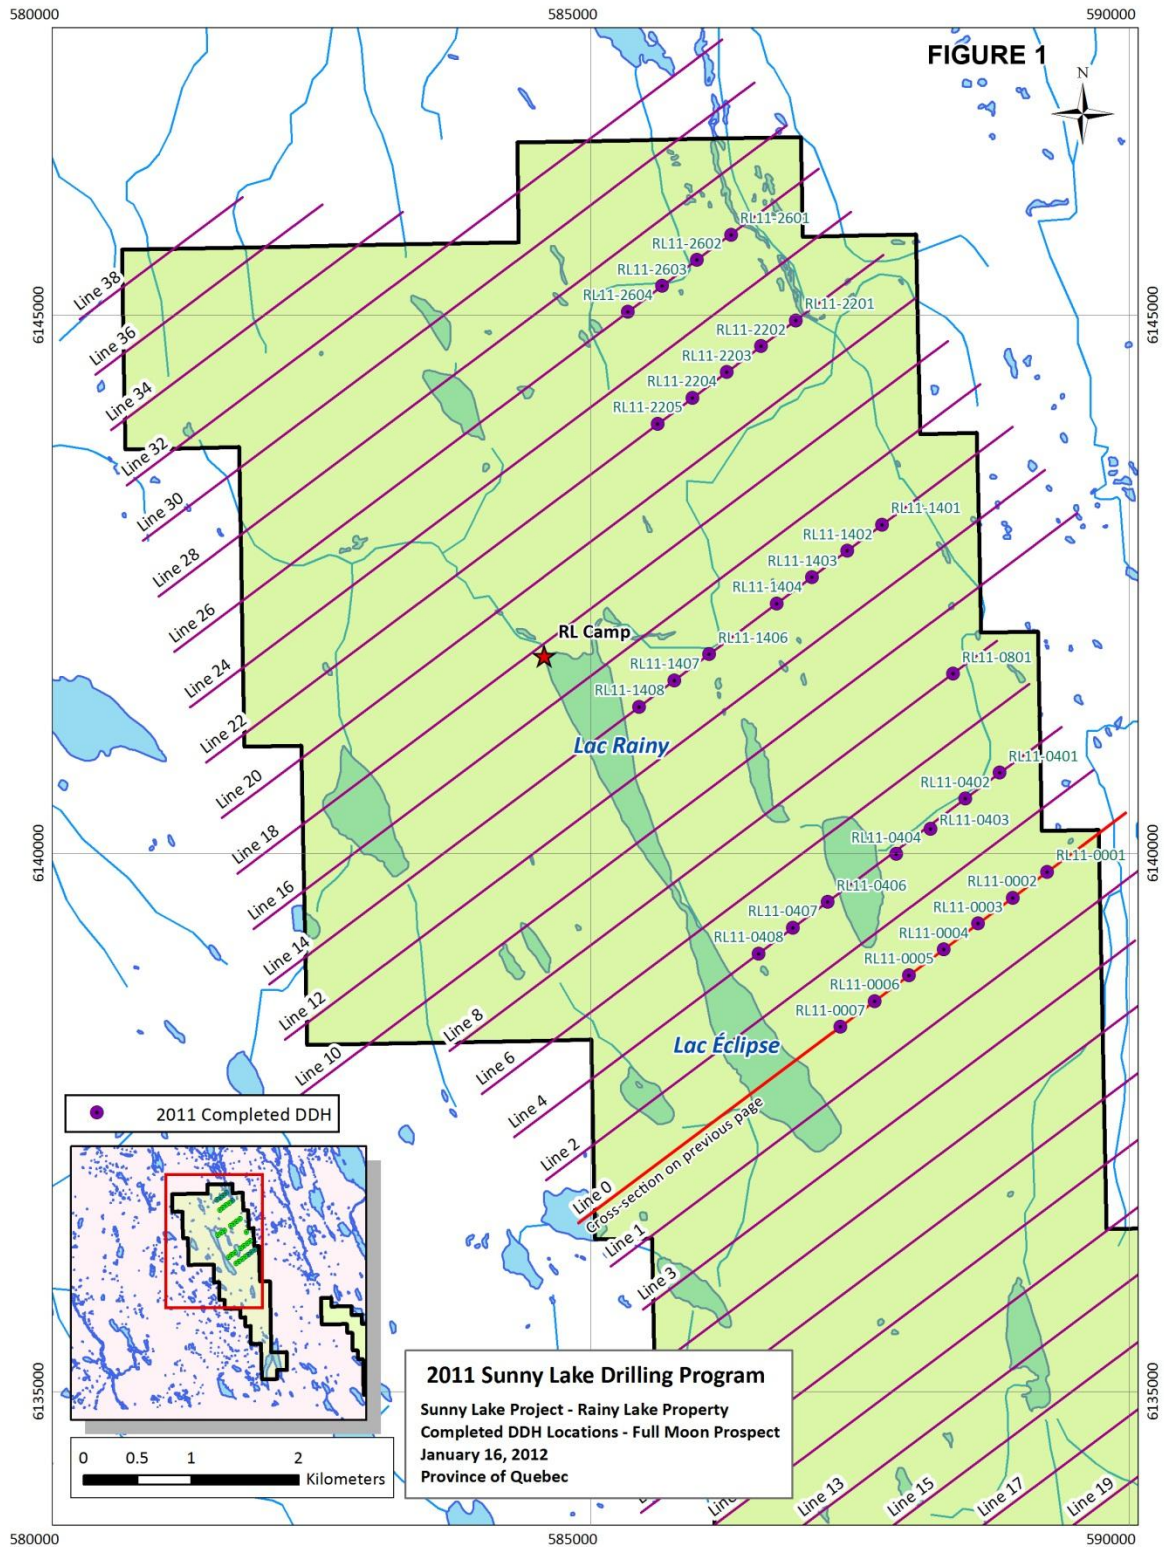 580000
585000
590000
FIGURE 1
N
RL11-2601
RL11-2602
RL11-2603
RL11-2604
Line 38
6145000
6145000
RL11-2201
RL11-2202
Line 36
RL11-2203
RL11-2204
Line 34
RL11-2205
Line 32
Line 30
RL11-1401
RL11-1402
Line 28
RL11-1403
RL11-1404
Line 26
RL Camp
RL11-1406
RL11-0801
RL11-1407
Line 24
RL11-1408
Line 22
Lac Rainy
RL11-0401
Line 20
RL11-0402
RL11-0403
Line 18
RL11-0404
6140000
6140000
RL11-0001
RL11-0002
RL11-0406
Line 16
RL11-0003
RL11-0407
RL11-0004
RL11-0408
Line 14
RL11-0005
RL11-0006
Line 12
RL11-0007
Line 8
Lac Éclipse
Line 10
Line 6
Line 4
2011 Completed DDH
Line 2
Cross-section on previous page
Line 0
Line 1
Line 3
2011 Sunny Lake Drilling Program
Sunny Lake Project - Rainy Lake Property
Completed DDH Locations - Full Moon Prospect
January 16, 2012
Province of Quebec
6135000
6135000
0 0.5 1 2
Kilometers
Line 13
Line 15
Line 17
Line 19
580000
585000
590000